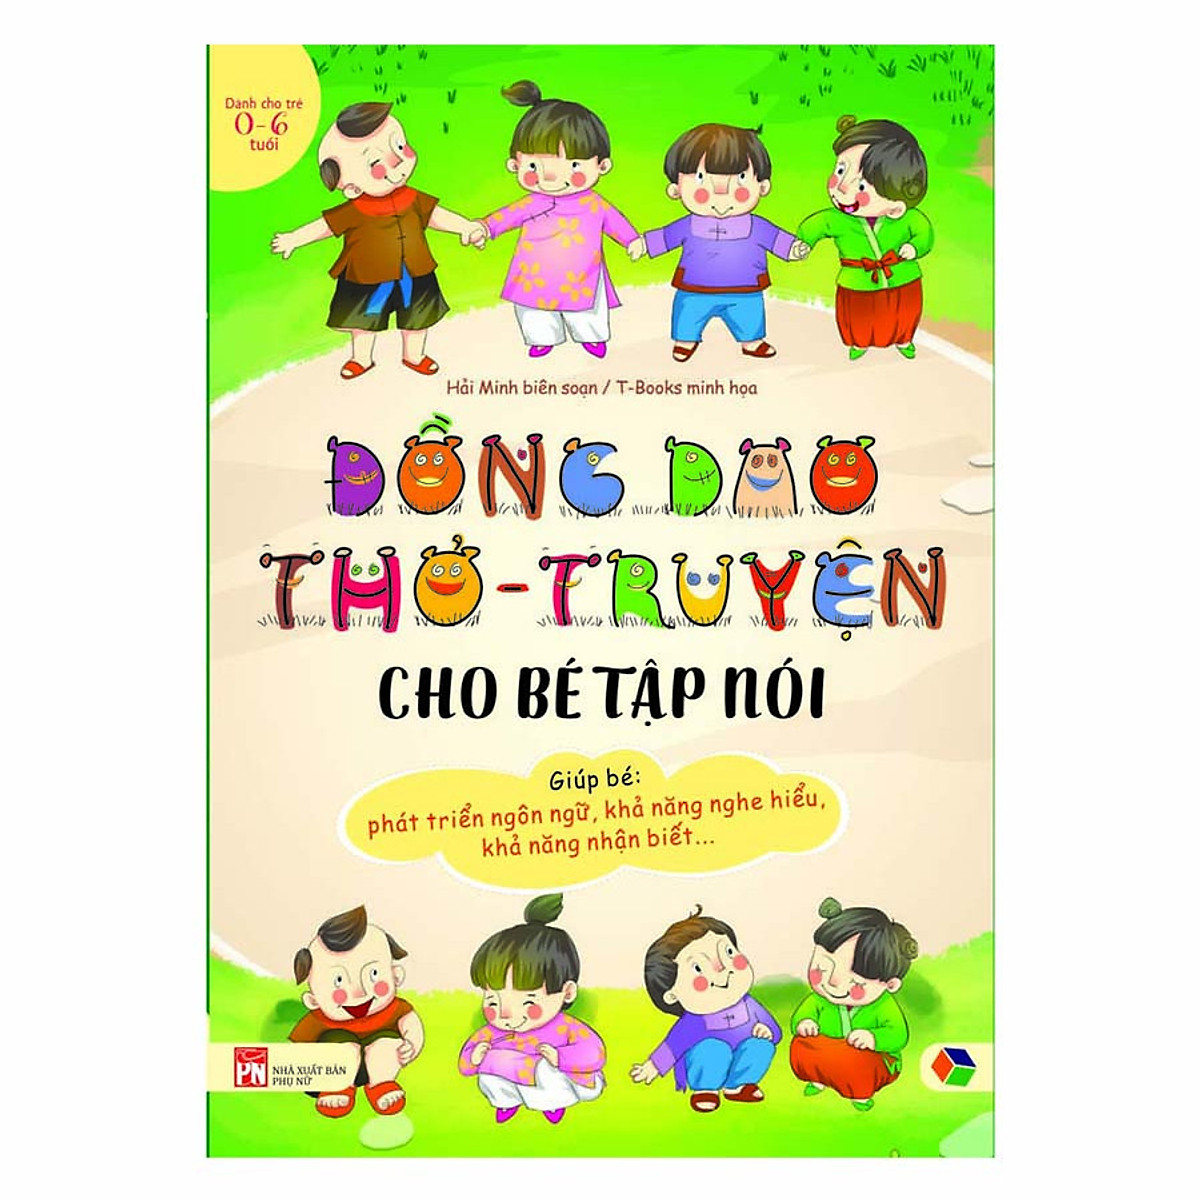 Dành cho trẻ
0-6
tuổi
Hải Minh biên soạn / T-Books minh họa
ĐỒNG DAO
THƠ-TRUYỆN
CHO BÉ TẬP NÓI
Giúp bé:
phát triển ngôn ngữ, khả năng nghe hiểu,
khả năng nhận biết...
PN
NHÀ XUẤT BẢN
PHỤ NỮ